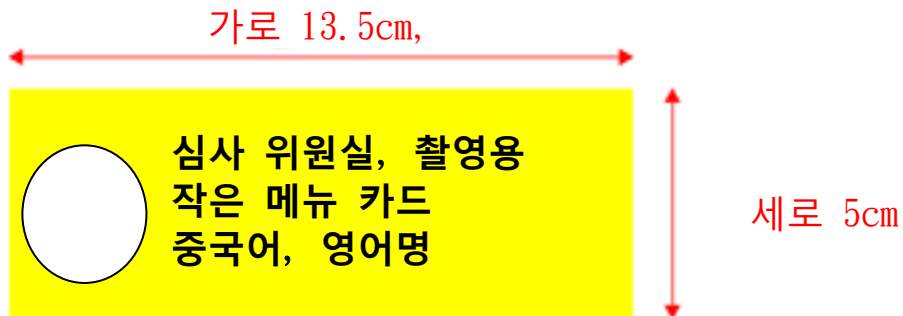 가로 13.5cm,
심사 위원실, 촬영용
작은 메뉴 카드
중국어, 영어명
세로 5cm